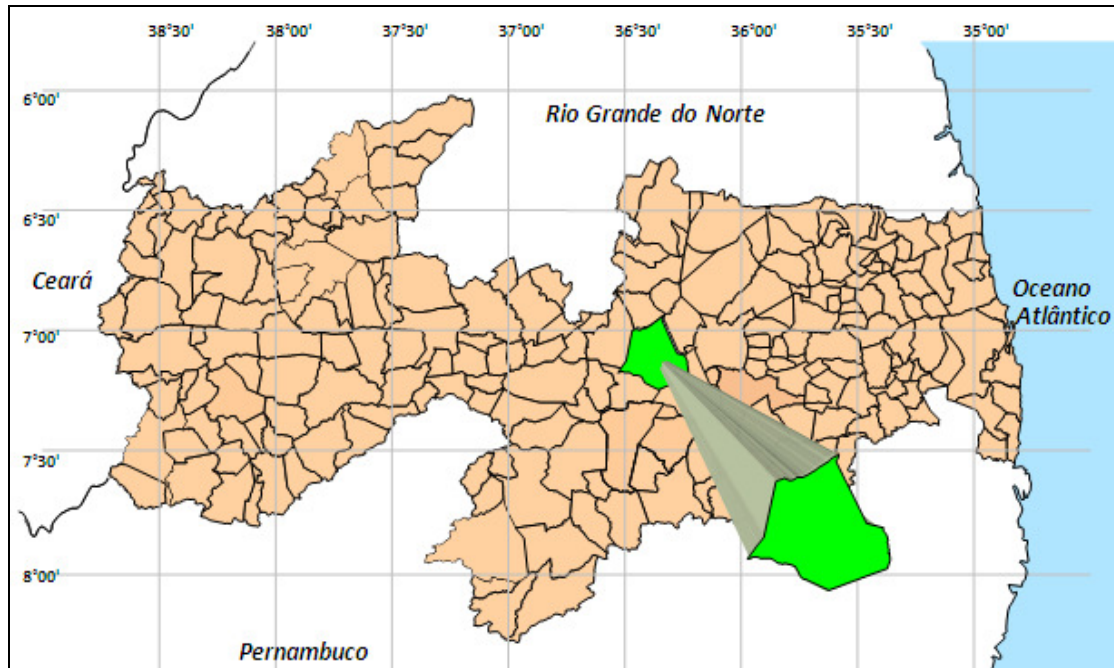 38°30' 38°00' 37°30' 37°00' 36°30' 36°00' 35°30' 35°00'
6°00'
Rio Grande do Norte
6°30'
Ceará
Oceano
Atlântico
7°00'
7°30'
8°00'
Pernambuco